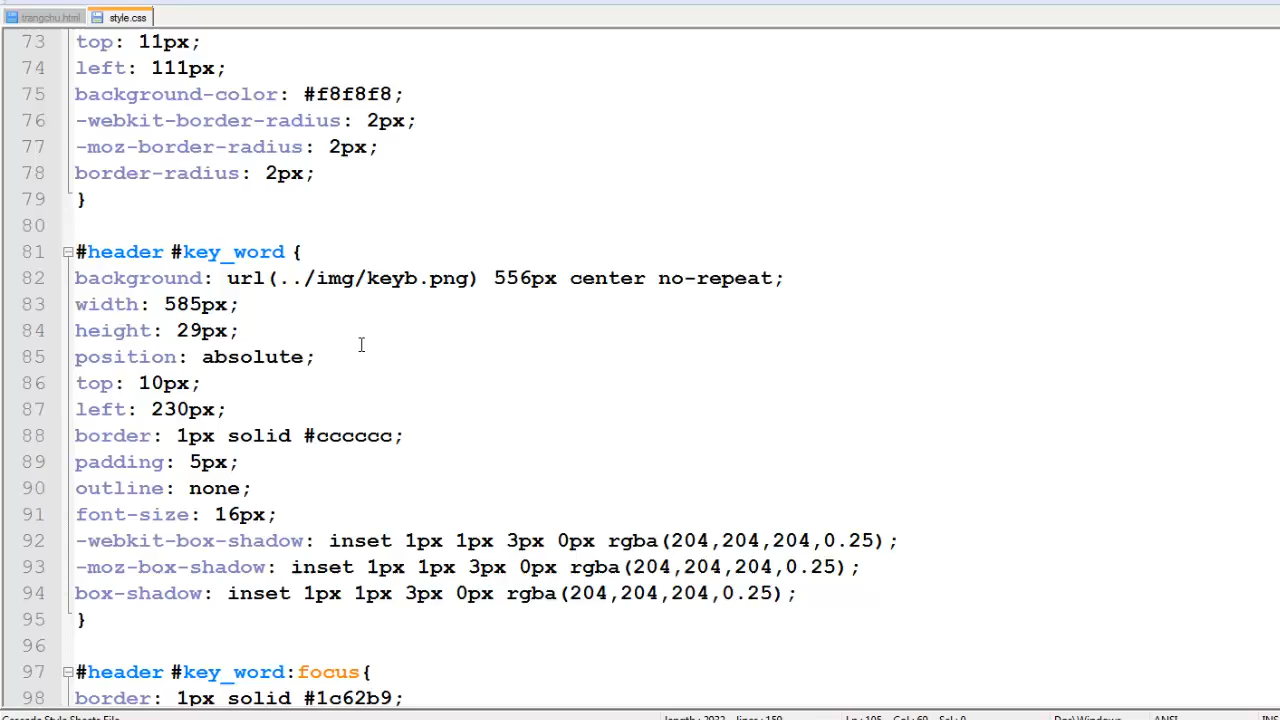 trangchu.html style.css
73 top: 11px;
74 left: 111px;
75 background-color: #f8f8f8;
76 -webkit-border-radius: 2px;
77 -moz-border-radius: 2px;
78 border-radius: 2px;
79 }
80
81 #header #key_word {
82 background: url(../img/keyb.png) 556px center no-repeat;
83 width: 585px;
84 height: 29px;
85 position: absolute;
86 top: 10px;
87 left: 230px;
88 border: 1px solid #cccccc;
89 padding: 5px;
90 outline: none;
91 font-size: 16px;
92 -webkit-box-shadow: inset 1px 1px 3px 0px rgba(204,204,204,0.25);
93 -moz-box-shadow: inset 1px 1px 3px 0px rgba(204,204,204,0.25);
94 box-shadow: inset 1px 1px 3px 0px rgba(204,204,204,0.25);
95 }
96
97 #header #key_word:focus{
98 border: 1px solid #1c62b9;